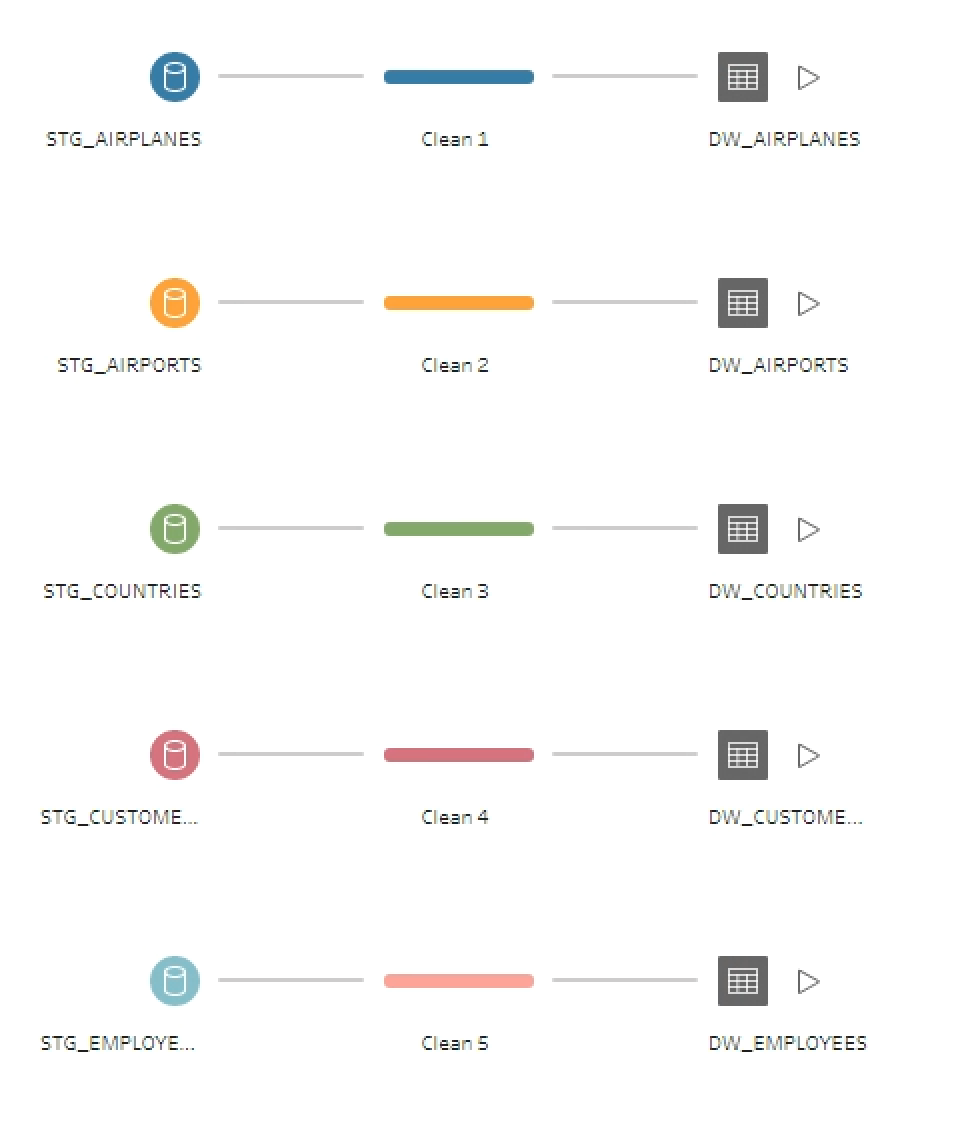 STG_AIRPLANES Clean 1 DW_AIRPLANES
STG_AIRPORTS Clean 2 DW_AIRPORTS
STG_COUNTRIES Clean 3 DW_COUNTRIES
STG_CUSTOME... Clean 4 DW_CUSTOME...
STG_EMPLOYE... Clean 5 DW_EMPLOYEES